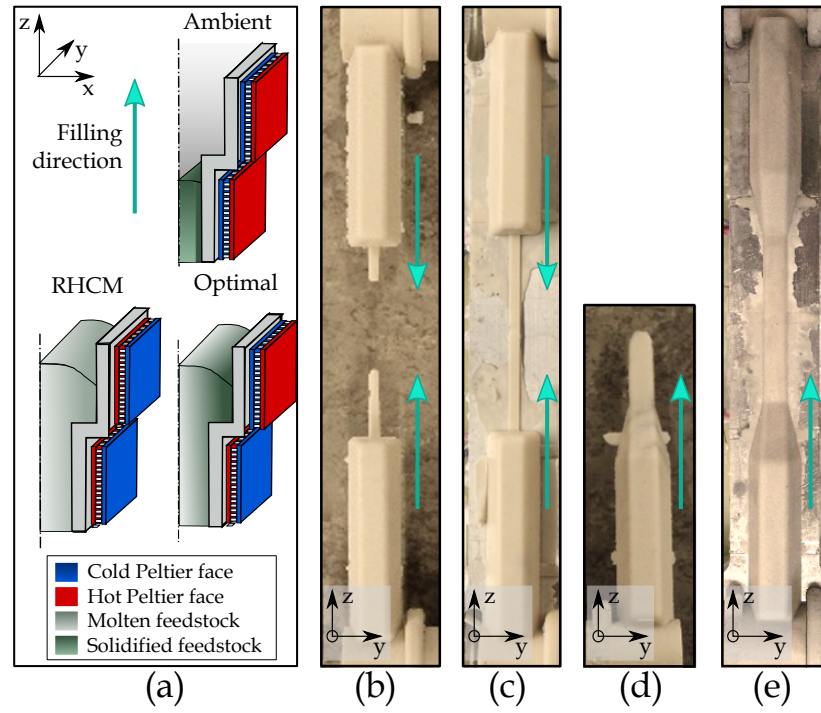 Ambient
z
y
x
Filling
direction
RHCM
Optimal
Cold Peltier face
Hot Peltier face
Molten feedstock
Solidified feedstock
z
y
z
y
z
y
z
y
(a)
(b)
(c)
(d)
(e)